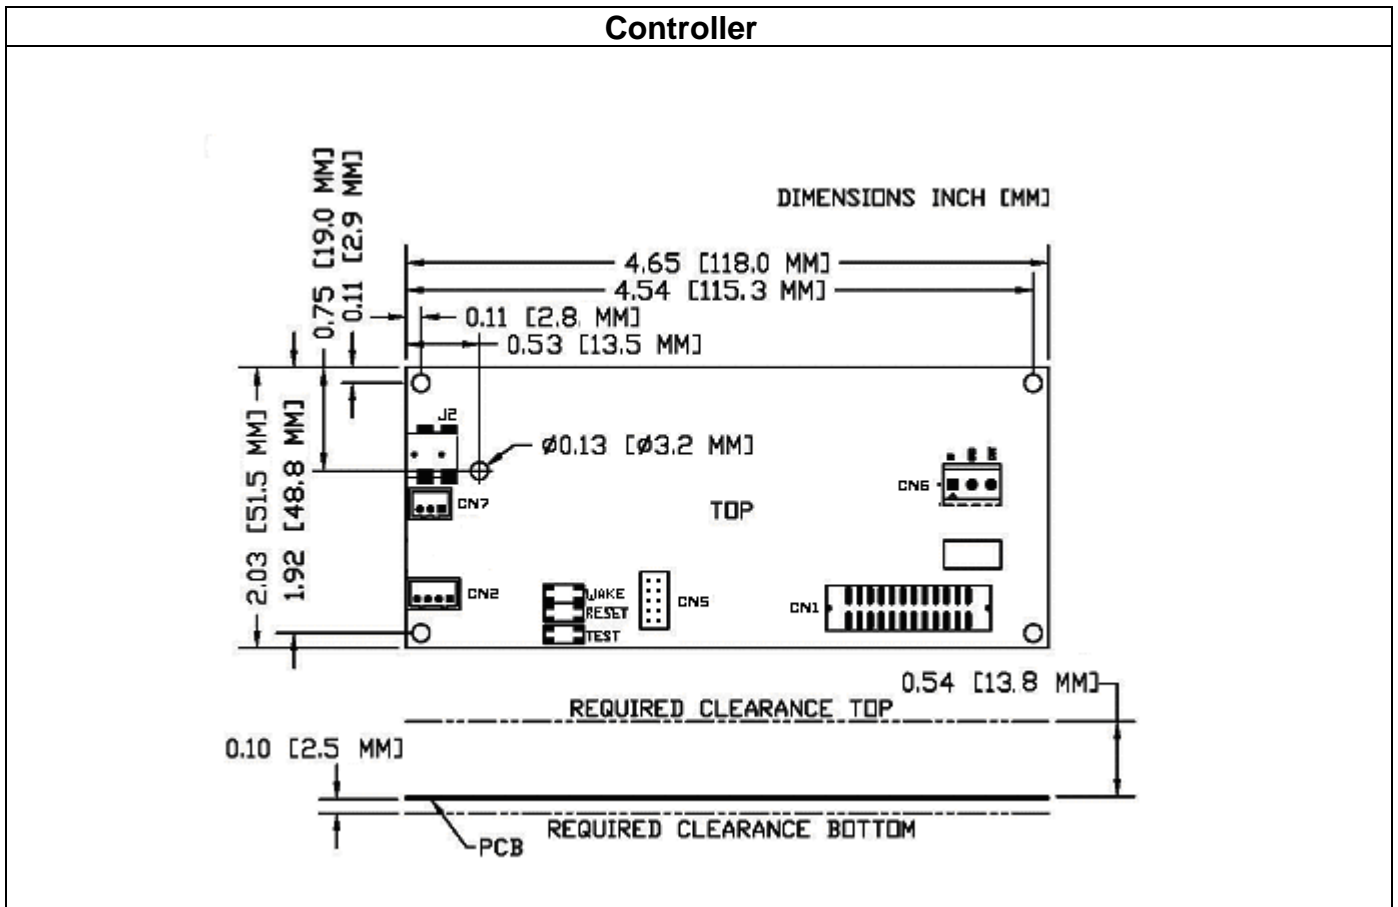 Controller
DIMENSIONS INCH [MM]
0.75 [19.0 MM]
0.11 [2.9 MM]
4.65 [118.0 MM]
4.54 [115.3 MM]
0.11 [2.8 MM]
0.53 [13.5 MM]
2.03 [51.5 MM]
1.92 [48.8 MM]
J2
Ø0.13 [Ø3.2 MM]
CN7
TOP
CN6
CN2
WAKE
RESET
TEST
CN5
CN1
0.54 [13.8 MM]
REQUIRED CLEARANCE TOP
0.10 [2.5 MM]
REQUIRED CLEARANCE BOTTOM
PCB